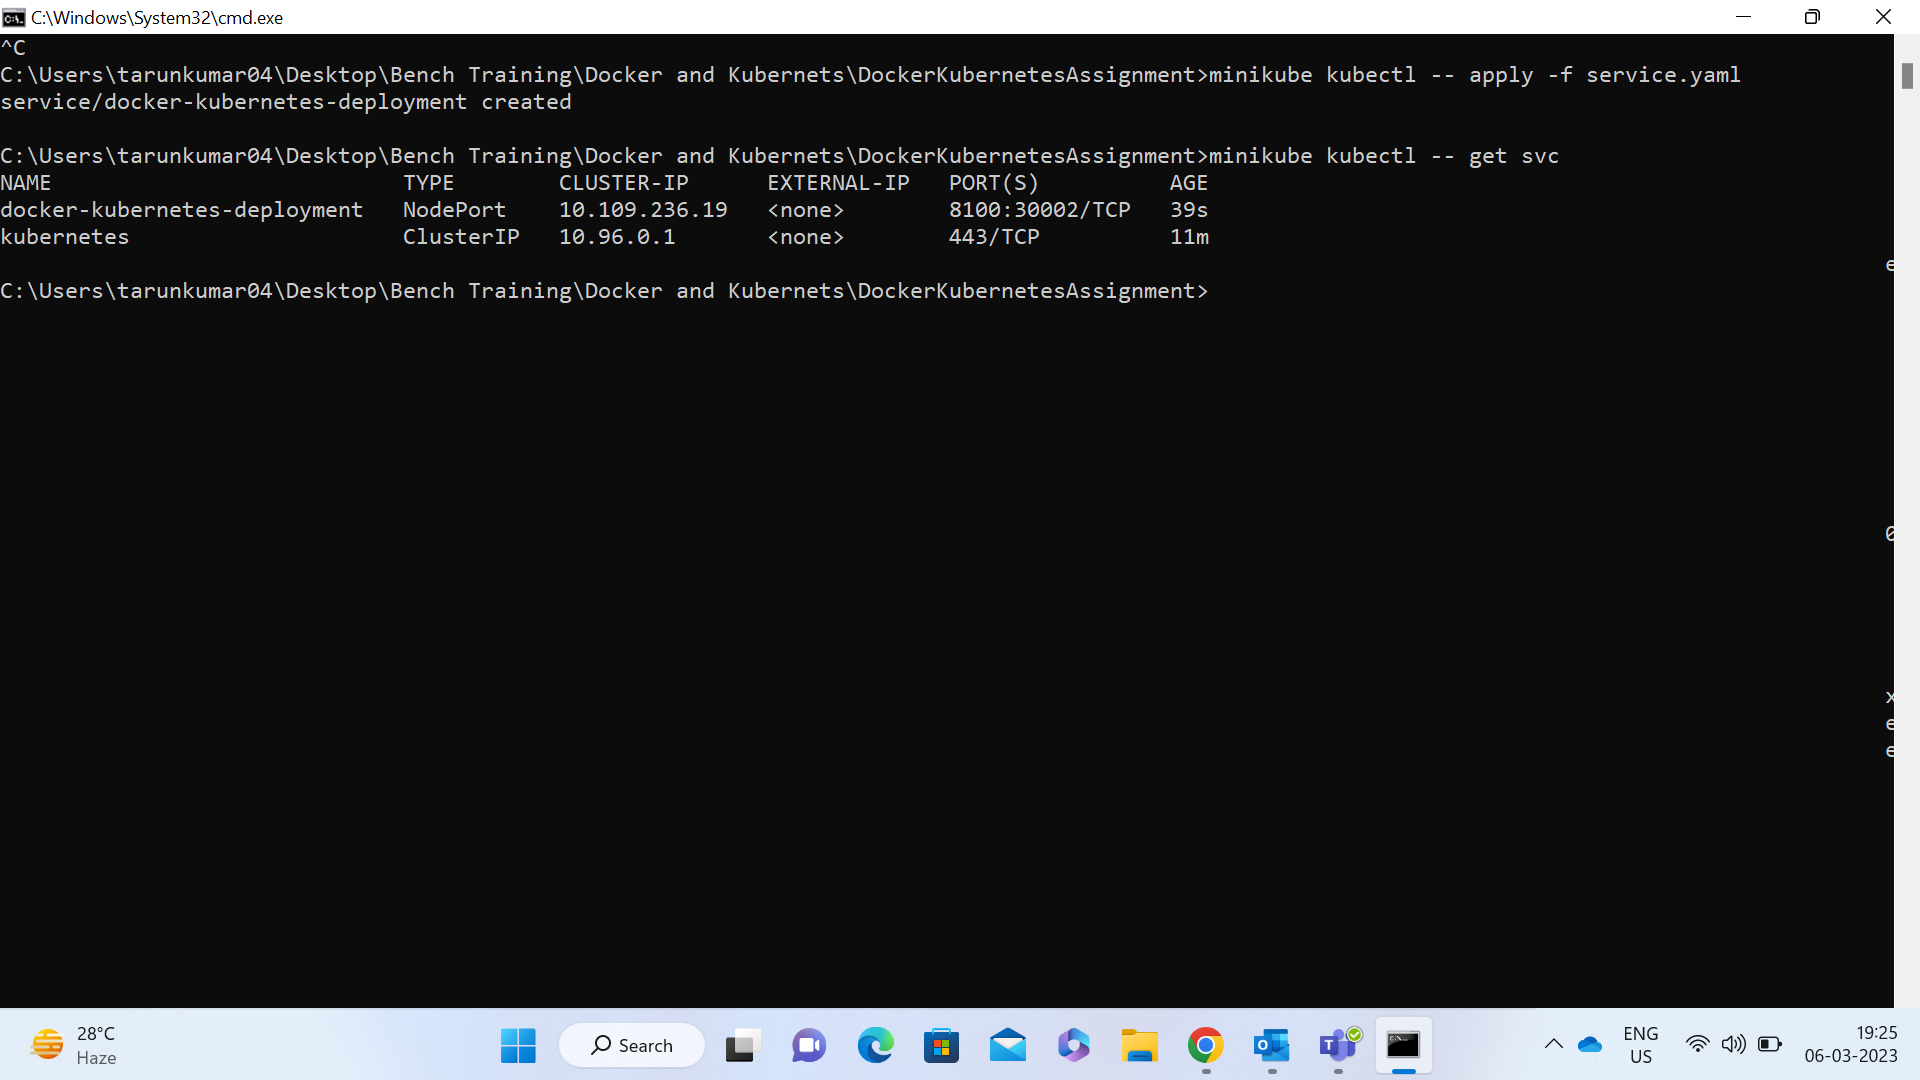 C:\Windows\System32\cmd.exe
^C
C:\Users\tarunkumar04\Desktop\Bench Training\Docker and Kubernets\DockerKubernetesAssignment>minikube kubectl -- apply -f service.yaml
service/docker-kubernetes-deployment created
C:\Users\tarunkumar04\Desktop\Bench Training\Docker and Kubernets\DockerKubernetesAssignment>minikube kubectl -- get svc
NAME TYPE CLUSTER-IP EXTERNAL-IP PORT(S) AGE
docker-kubernetes-deployment NodePort 10.109.236.19 <none> 8100:30002/TCP 39s
kubernetes ClusterIP 10.96.0.1 <none> 443/TCP 11m
C:\Users\tarunkumar04\Desktop\Bench Training\Docker and Kubernets\DockerKubernetesAssignment>
28°C
Haze
Search
ENG
US
19:25
06-03-2023